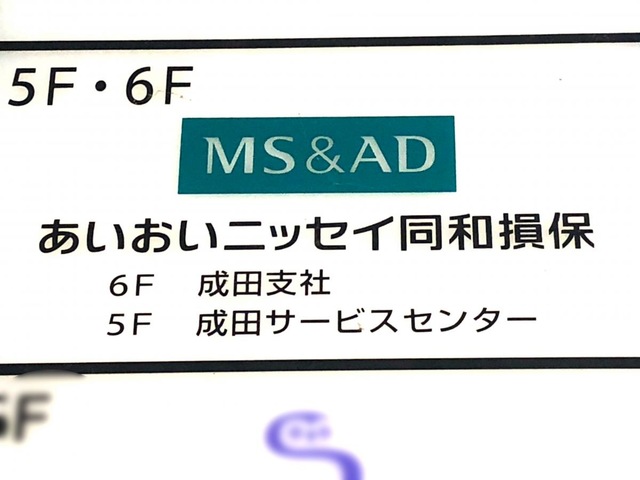 5F・6F
MS&AD
あいおいニッセイ同和損保
6F 成田支社
5F 成田サービスセンター